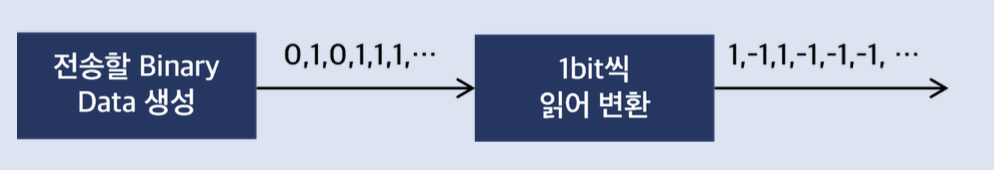 전송할 Binary
Data 생성
0,1,0,1,1,1,⋯
1bit씩
읽어 변환
1,-1,1,-1,-1,-1, ⋯